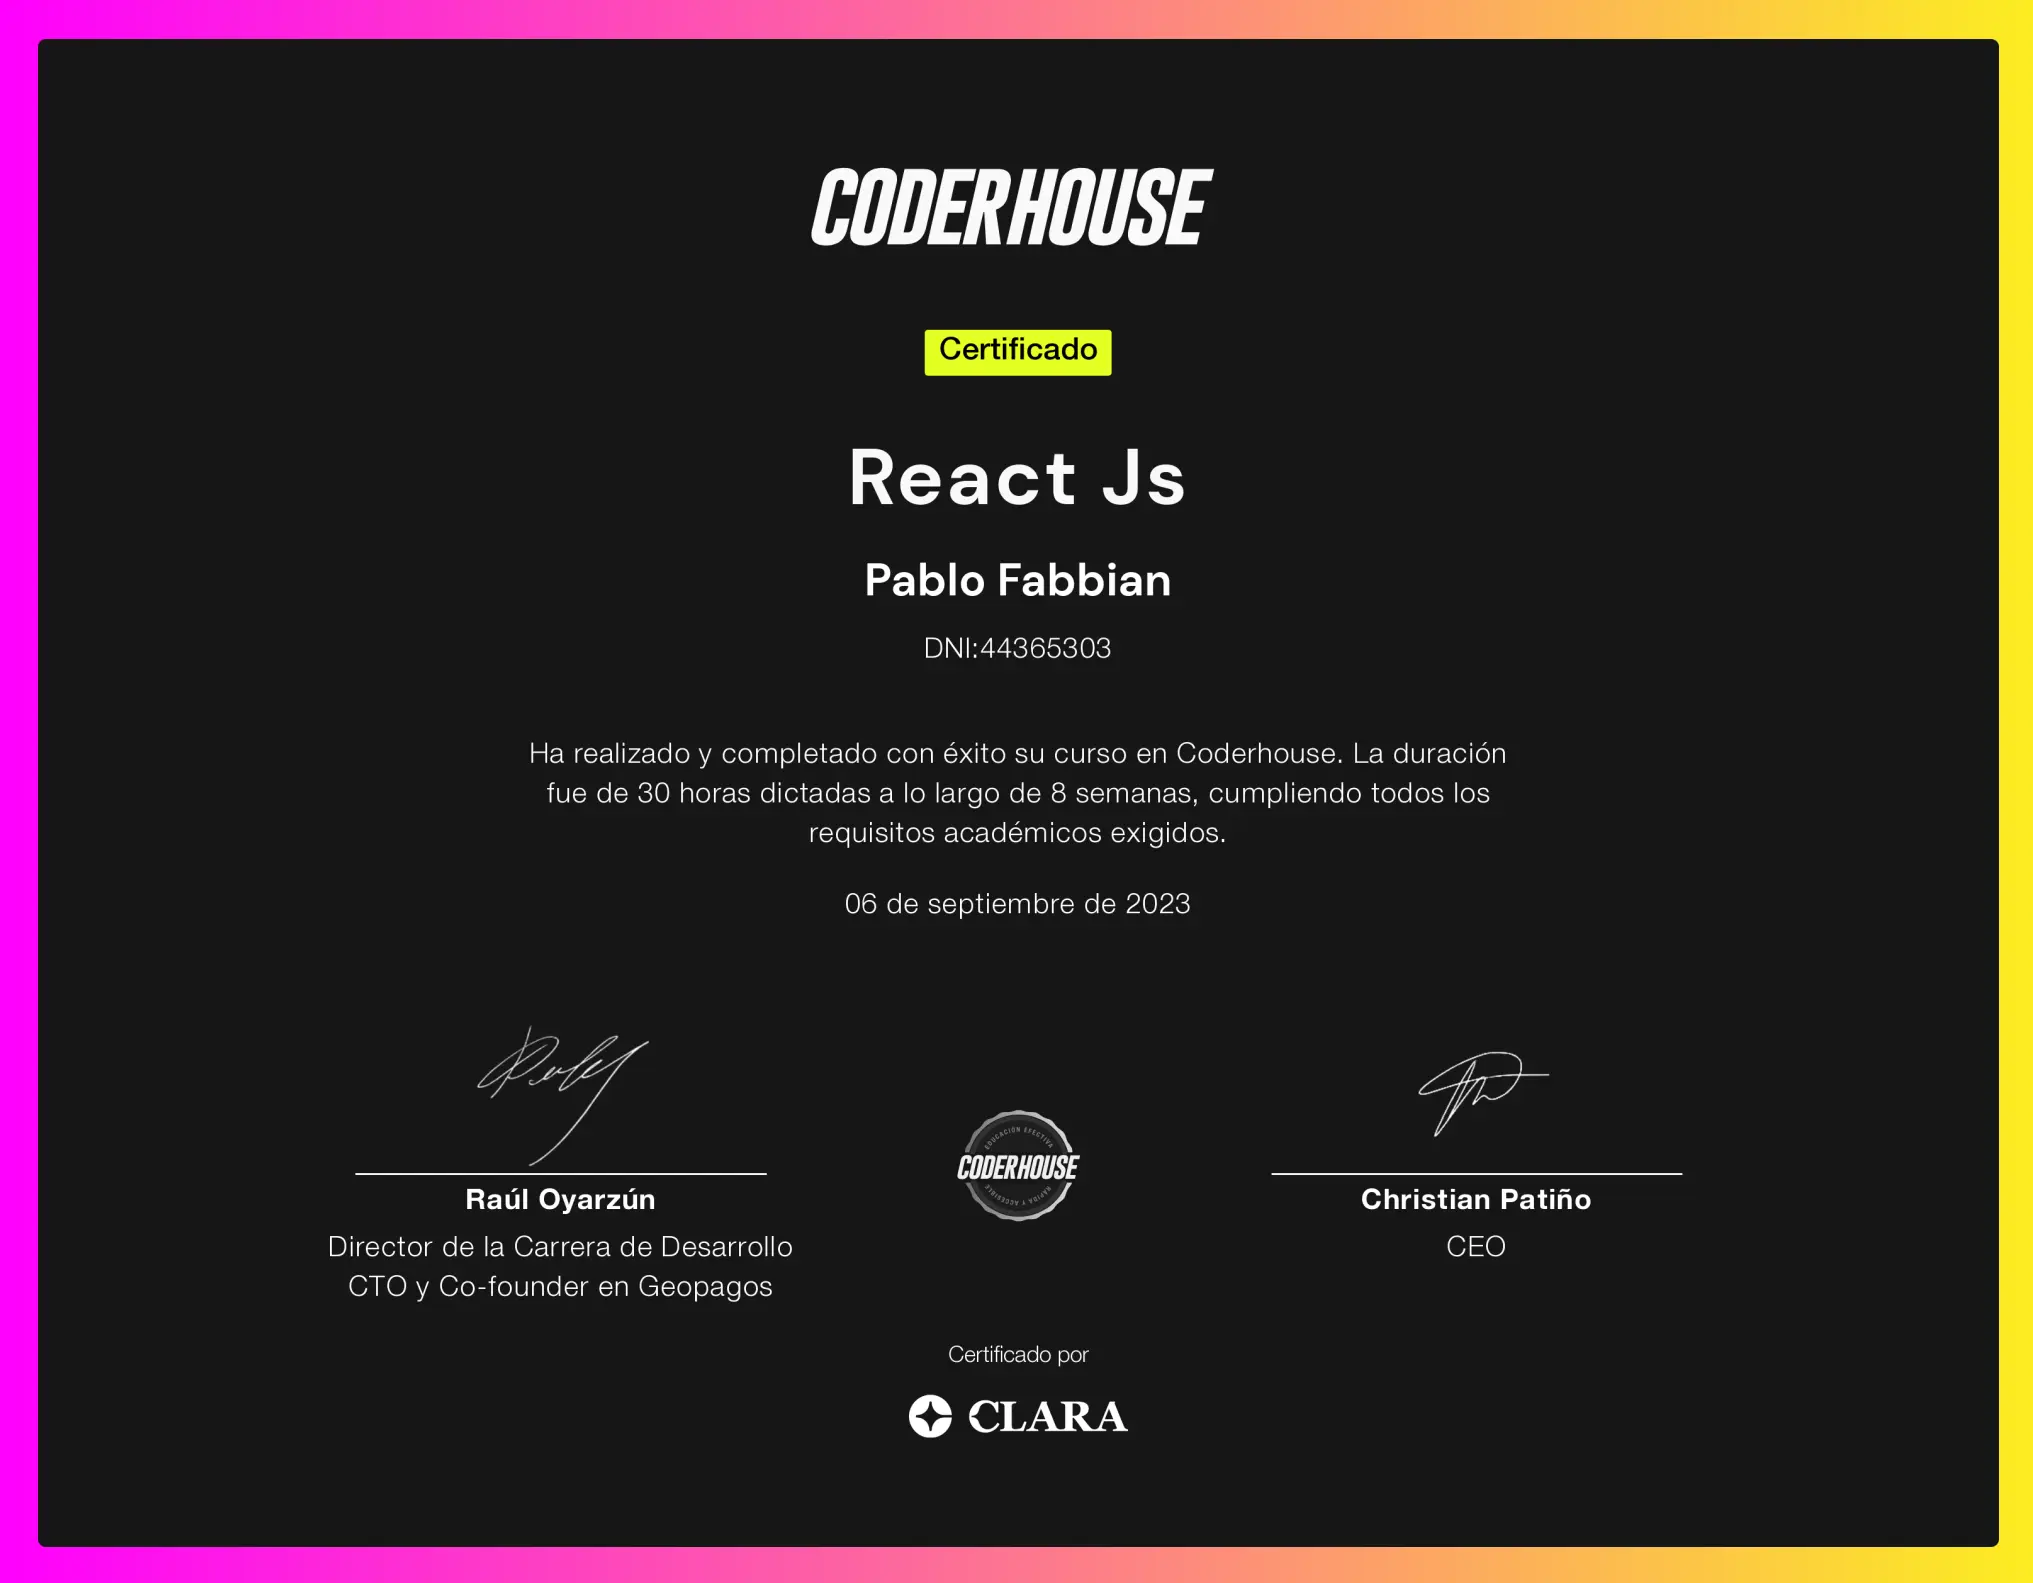 CODERHOUSE
Certificado
React Js
Pablo Fabbian
DNI:44365303
Ha realizado y completado con éxito su curso en Coderhouse. La duración
fue de 30 horas dictadas a lo largo de 8 semanas, cumpliendo todos los
requisitos académicos exigidos.
06 de septiembre de 2023
EDUCACIÓN EFECTIVA
CODERHOUSE
RÁPIDA Y ACCESIBLE
Raúl Oyarzún
Director de la Carrera de Desarrollo
CTO y Co-founder en Geopagos
Christian Patiño
CEO
Certificado por
CLARA